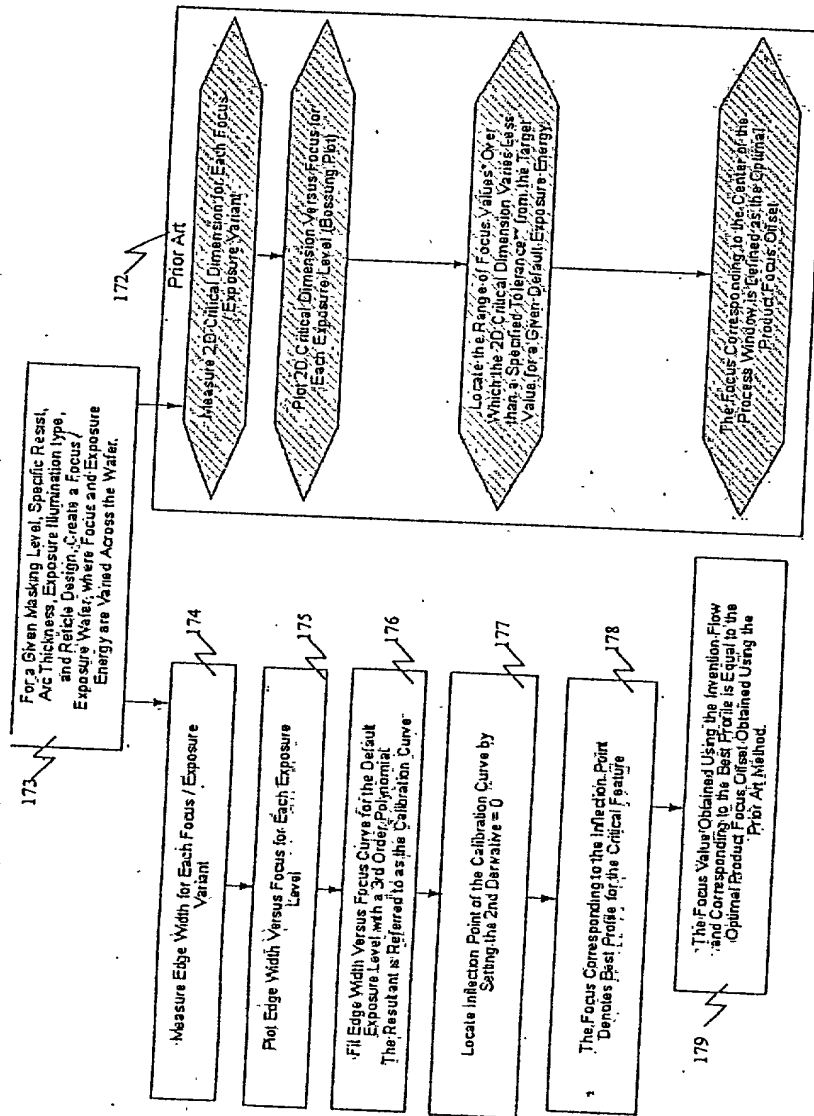 173
For a Given Masking Level, Specific Resist,
Arc Thickness, Exposure Illumination Type,
and Reticle Design, Create a Focus /
Exposure Wafer, where Focus and Exposure
Energy are Varied Across the Wafer.
174
Measure Edge Width for Each Focus / Exposure
Variant
175
Plot Edge Width Versus Focus for Each Exposure
Level
176
Fit Edge Width Versus Focus Curve for the Default
Exposure Level with a 3rd Order Polynomial
The Resultant is Referred to as the Calibration Curve
177
Locate Inflection Point of the Calibration Curve by
Setting the 2nd Derivative = 0
178
The Focus Corresponding to the Inflection Point
Denotes Best Profile for the Critical Feature
179
The Focus Value Obtained Using the Invention Flow
and Corresponding to the Best Profile is Equal to the
Optimal Product Focus Offset Obtained Using the
Prior Art Method.
172
Prior Art
Measure 2D Critical Dimension for Each Focus
/ Exposure Variant
Plot 2D Critical Dimension Versus Focus for
Each Exposure Level (Bossung Plot)
Locate the Range of Focus Values Over
Which the 2D Critical Dimension Varies Less
than a Specified Tolerance from the Target
Value for a Given Default Exposure Energy
The Focus Corresponding to the Center of the
Process Window is Defined as the Optimal
Product Focus Offset